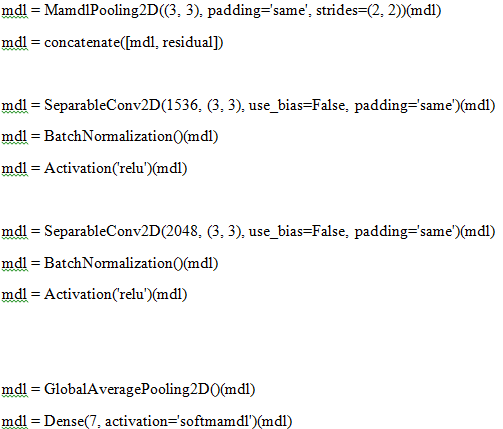 mdl = MamdlPooling2D((3, 3), padding='same', strides=(2, 2))(mdl)
mdl = concatenate([mdl, residual])
mdl = SeparableConv2D(1536, (3, 3), use_bias=False, padding='same')(mdl)
mdl = BatchNormalization()(mdl)
mdl = Activation('relu')(mdl)
mdl = SeparableConv2D(2048, (3, 3), use_bias=False, padding='same')(mdl)
mdl = BatchNormalization()(mdl)
mdl = Activation('relu')(mdl)
mdl = GlobalAveragePooling2D()(mdl)
mdl = Dense(7, activation='softmamdl')(mdl)